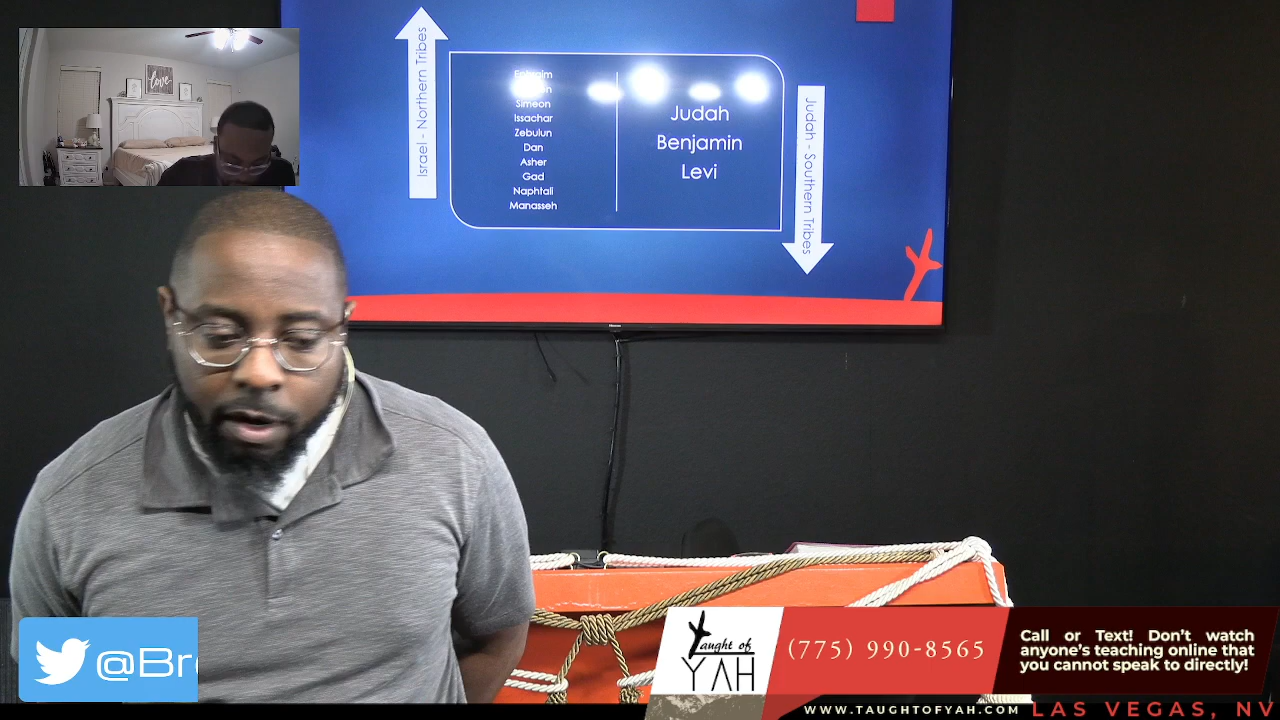 love
Israel - Northern Tribes
Ephraim
Simeon
Issachar
Zebulun
Dan
Asher
Gad
Naphtali
Manasseh
Judah
Benjamin
Levi
Judah - Southern Tribes
@Br
Taught of
YAH
(775) 990-8565
Call or Text! Don't watch
anyone's teaching online that
you cannot speak to directly!
WWW.TAUGHTOFYAH.COM
LAS VEGAS, NV